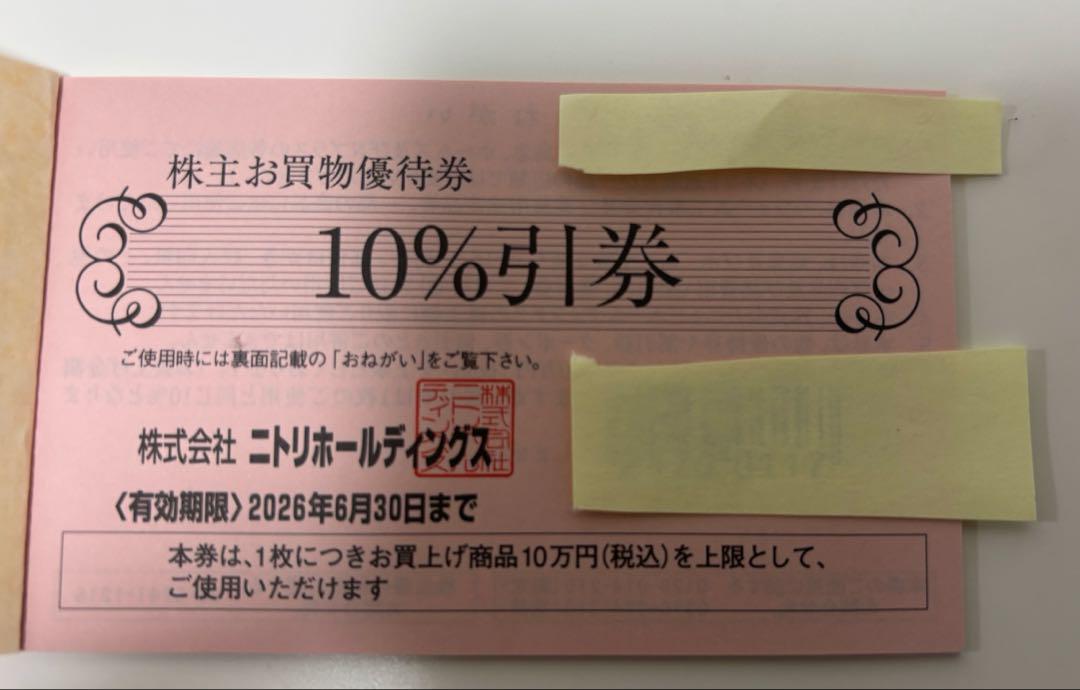 株主お買物優待券
10%引券
ご使用時には裏面記載の「おねがい」をご覧下さい。
株式会社 ニトリホールディングス
〈有効期限〉2026年6月30日まで
本券は、1枚につきお買上げ商品10万円(税込)を上限として、
ご使用いただけます